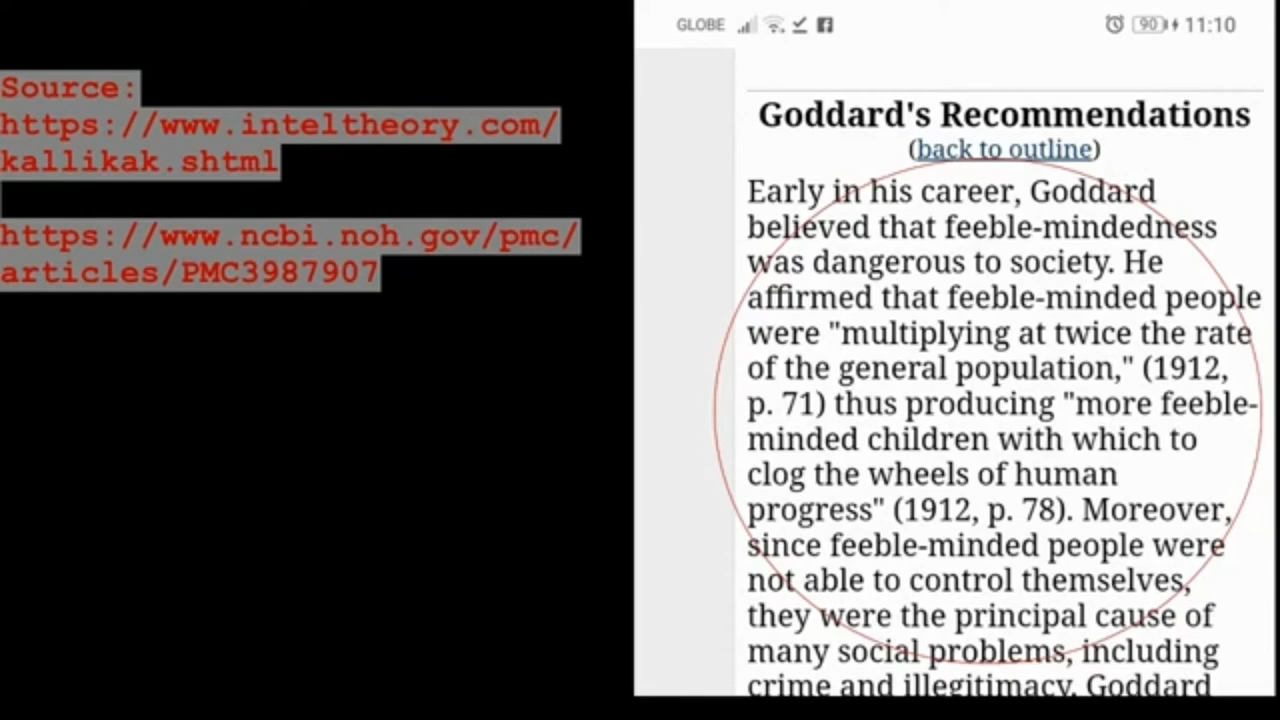 Source:
https://www.inteltheory.com/
kallikak.shtml
https://www.ncbi.noh.gov/pmc/
articles/PMC3987907
GLOBE 90 11:10
Goddard's Recommendations
(back to outline)
Early in his career, Goddard
believed that feeble-mindedness
was dangerous to society. He
affirmed that feeble-minded people
were "multiplying at twice the rate
of the general population," (1912,
p. 71) thus producing "more feeble-
minded children with which to
clog the wheels of human
progress" (1912, p. 78). Moreover,
since feeble-minded people were
not able to control themselves,
they were the principal cause of
many social problems, including
crime and illegitimacy. Goddard